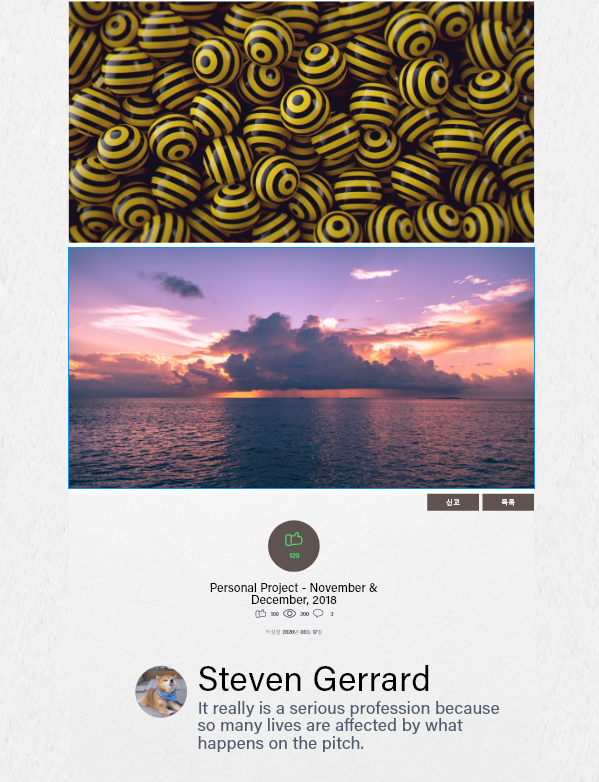 신고
목록
129
Personal Project - November &
December, 2018
100 200 3
작성일 2020년 06월 17일
Steven Gerrard
It really is a serious profession because
so many lives are affected by what
happens on the pitch.